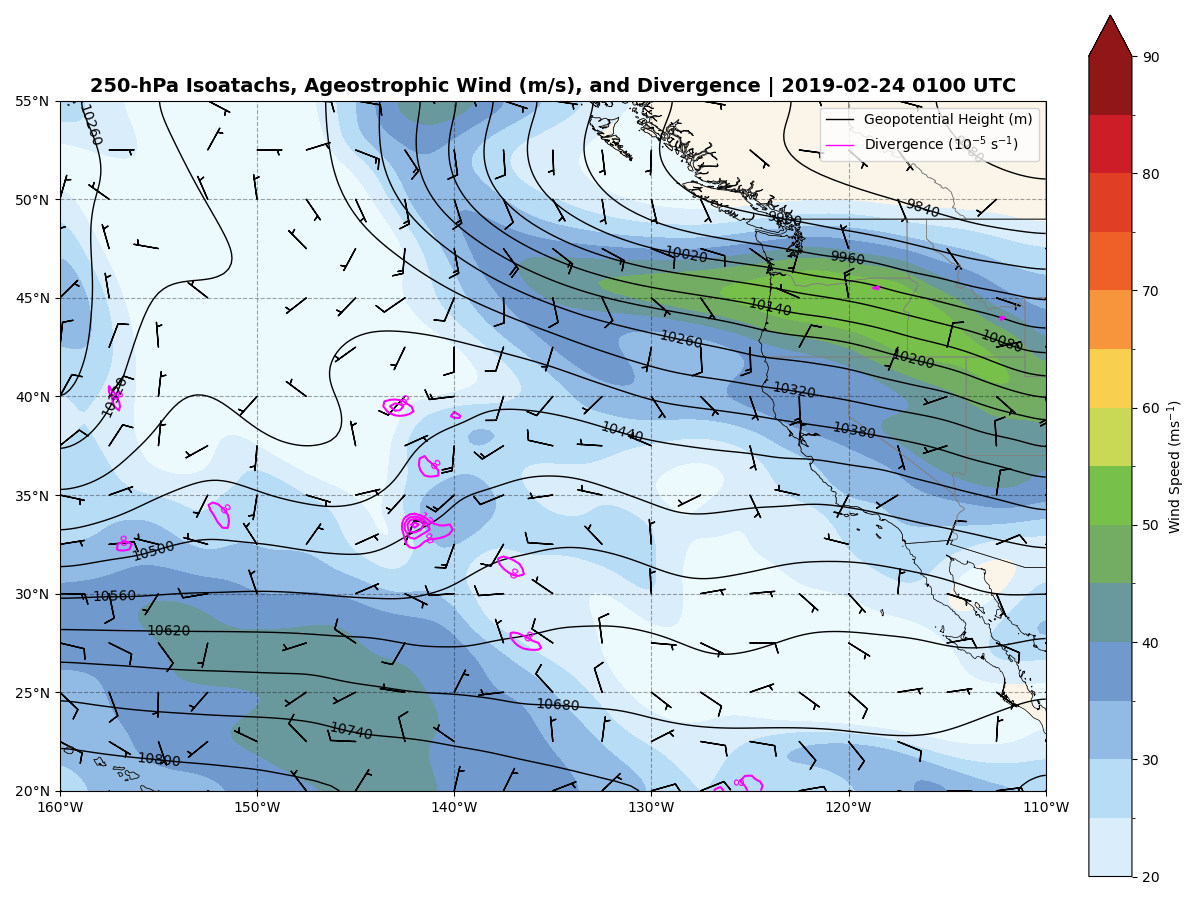 250-hPa Isoatachs, Ageostrophic Wind (m/s), and Divergence | 2019-02-24 0100 UTC
Geopotential Height (m)
Divergence (10⁻⁵ s⁻¹)
55°N
50°N
45°N
40°N
35°N
30°N
25°N
20°N
160°W
150°W
140°W
130°W
120°W
110°W
10260
9840
9900
10020
9960
10140
10080
10260
10200
10320
10320
10380
10440
10500
10560
10620
10680
10740
10800
90
80
70
60
50
40
30
20
Wind Speed (ms⁻¹)